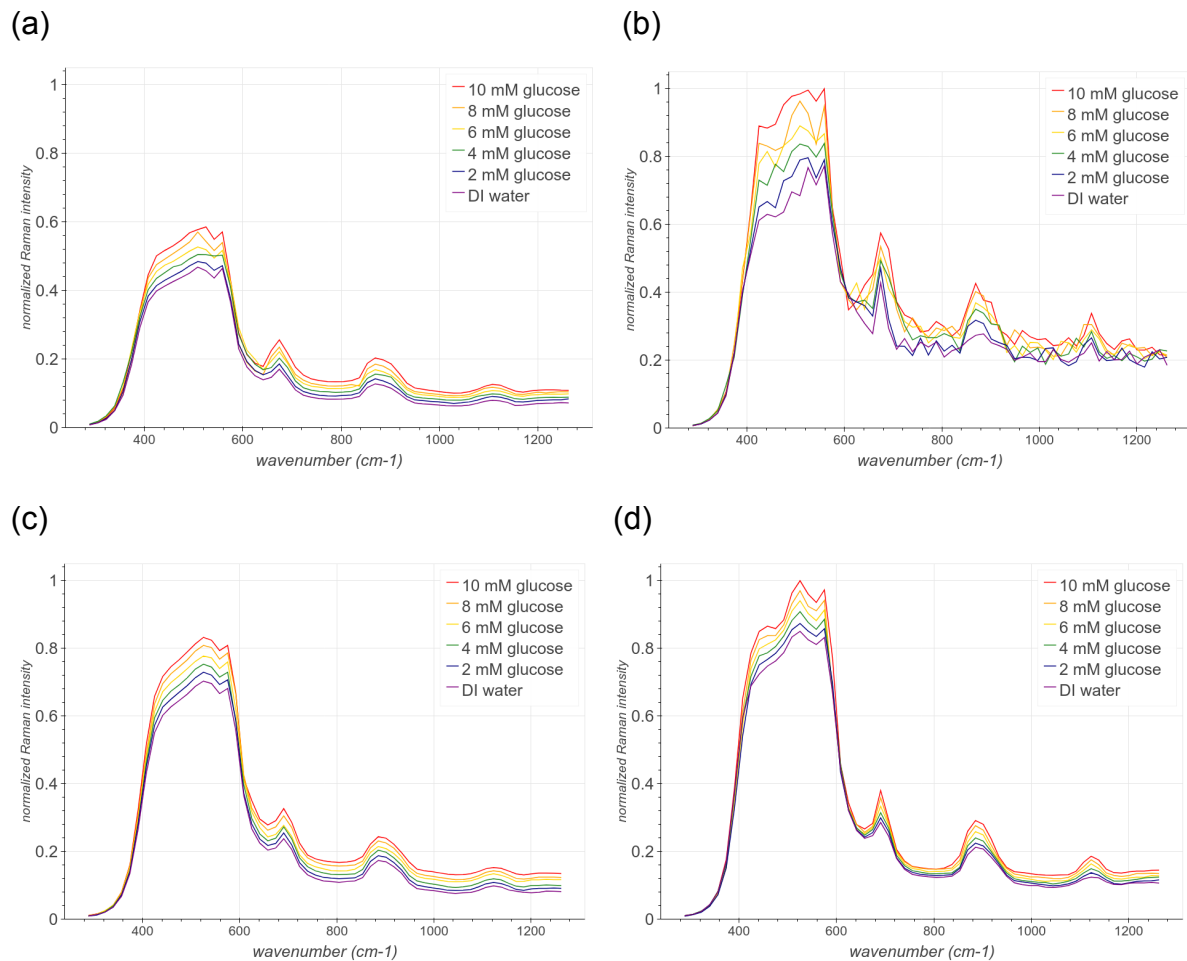 (a)
normalized Raman intensity
1
0.8
0.6
0.4
0.2
0
400
600
800
1000
1200
wavenumber (cm-1)
10 mM glucose
8 mM glucose
6 mM glucose
4 mM glucose
2 mM glucose
DI water
(b)
normalized Raman intensity
1
0.8
0.6
0.4
0.2
0
400
600
800
1000
1200
wavenumber (cm-1)
10 mM glucose
8 mM glucose
6 mM glucose
4 mM glucose
2 mM glucose
DI water
(c)
normalized Raman intensity
1
0.8
0.6
0.4
0.2
0
400
600
800
1000
1200
wavenumber (cm-1)
10 mM glucose
8 mM glucose
6 mM glucose
4 mM glucose
2 mM glucose
DI water
(d)
normalized Raman intensity
1
0.8
0.6
0.4
0.2
0
400
600
800
1000
1200
wavenumber (cm-1)
10 mM glucose
8 mM glucose
6 mM glucose
4 mM glucose
2 mM glucose
DI water